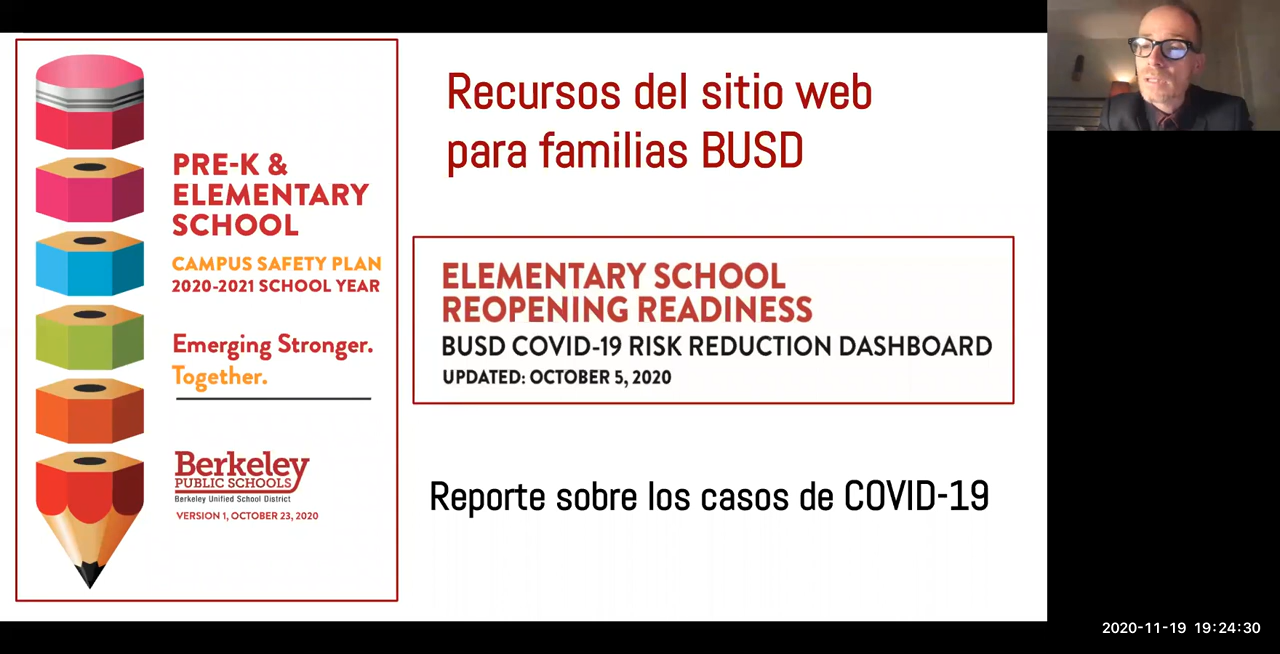 PRE-K &
ELEMENTARY
SCHOOL
CAMPUS SAFETY PLAN
2020-2021 SCHOOL YEAR
Emerging Stronger.
Together.
Berkeley
PUBLIC SCHOOLS
Berkeley Unified School District
VERSION 1, OCTOBER 23, 2020
Recursos del sitio web
para familias BUSD
ELEMENTARY SCHOOL
REOPENING READINESS
BUSD COVID-19 RISK REDUCTION DASHBOARD
UPDATED: OCTOBER 5, 2020
Reporte sobre los casos de COVID-19
2020-11-19 19:24:30